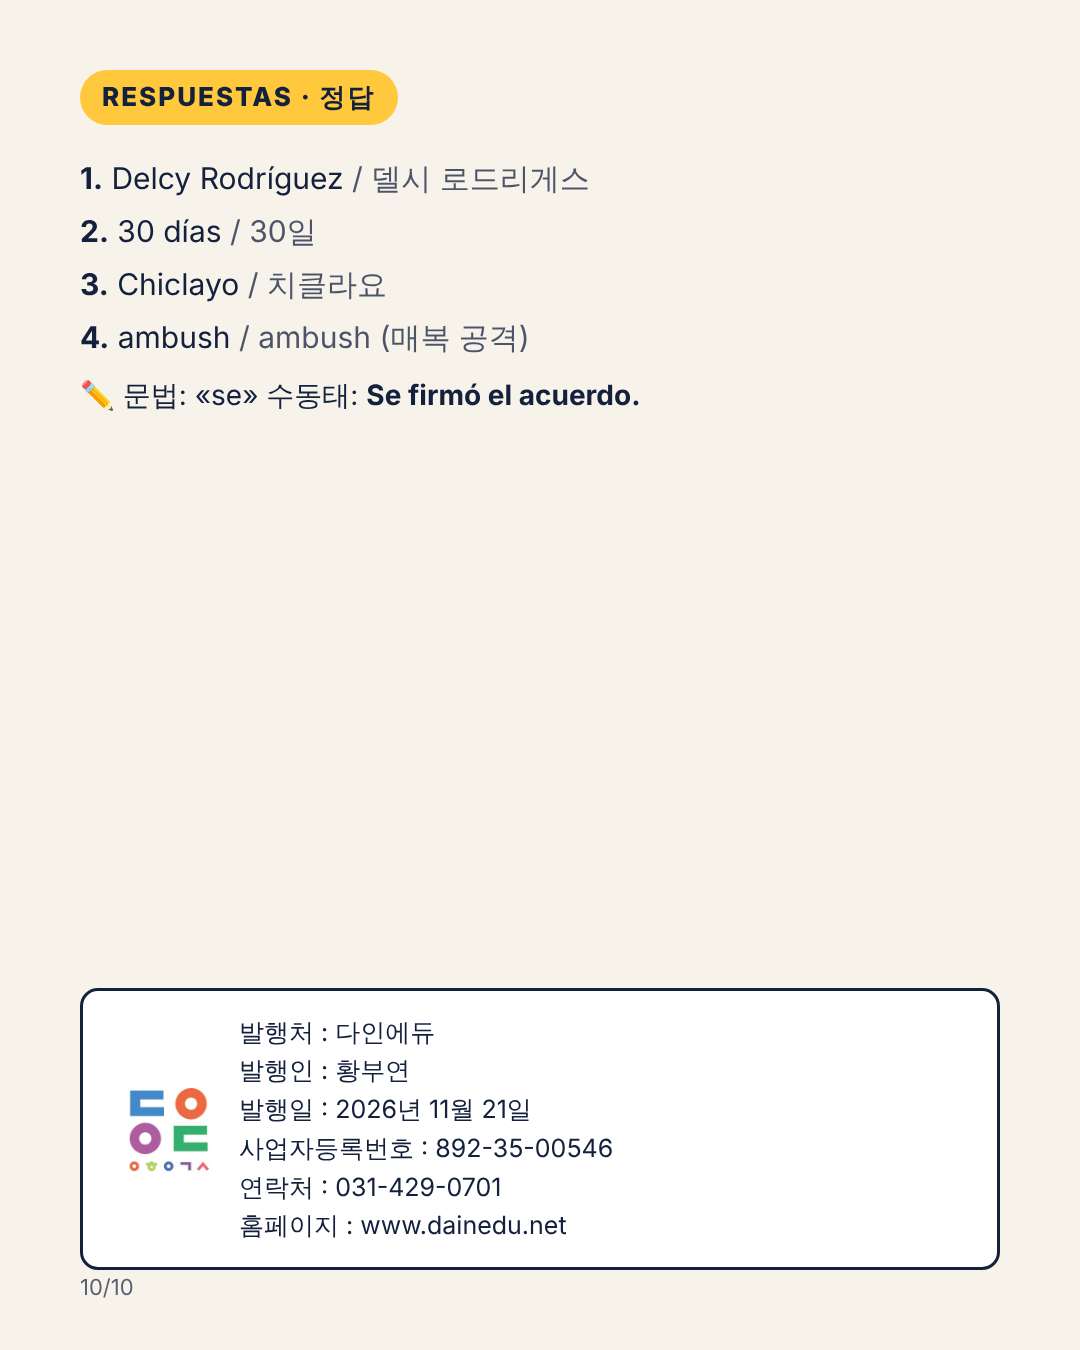 RESPUESTAS · 정답
1. Delcy Rodríguez / 델시 로드리게스
2. 30 días / 30일
3. Chiclayo / 치클라요
4. ambush / ambush (매복 공격)
✏️ 문법: «se» 수동태: Se firmó el acuerdo.
발행처 : 다인에듀
발행인 : 황부연
발행일 : 2026년 11월 21일
사업자등록번호 : 892-35-00546
연락처 : 031-429-0701
홈페이지 : www.dainedu.net
10/10